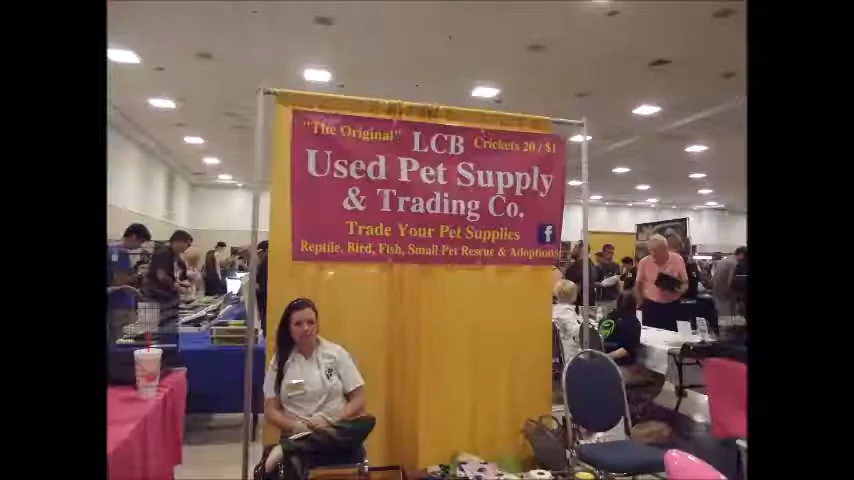 "The Original" LCB Crickets 20 / $1
Used Pet Supply
& Trading Co.
Trade Your Pet Supplies
f
Reptile, Bird, Fish, Small Pet Rescue & Adoptions